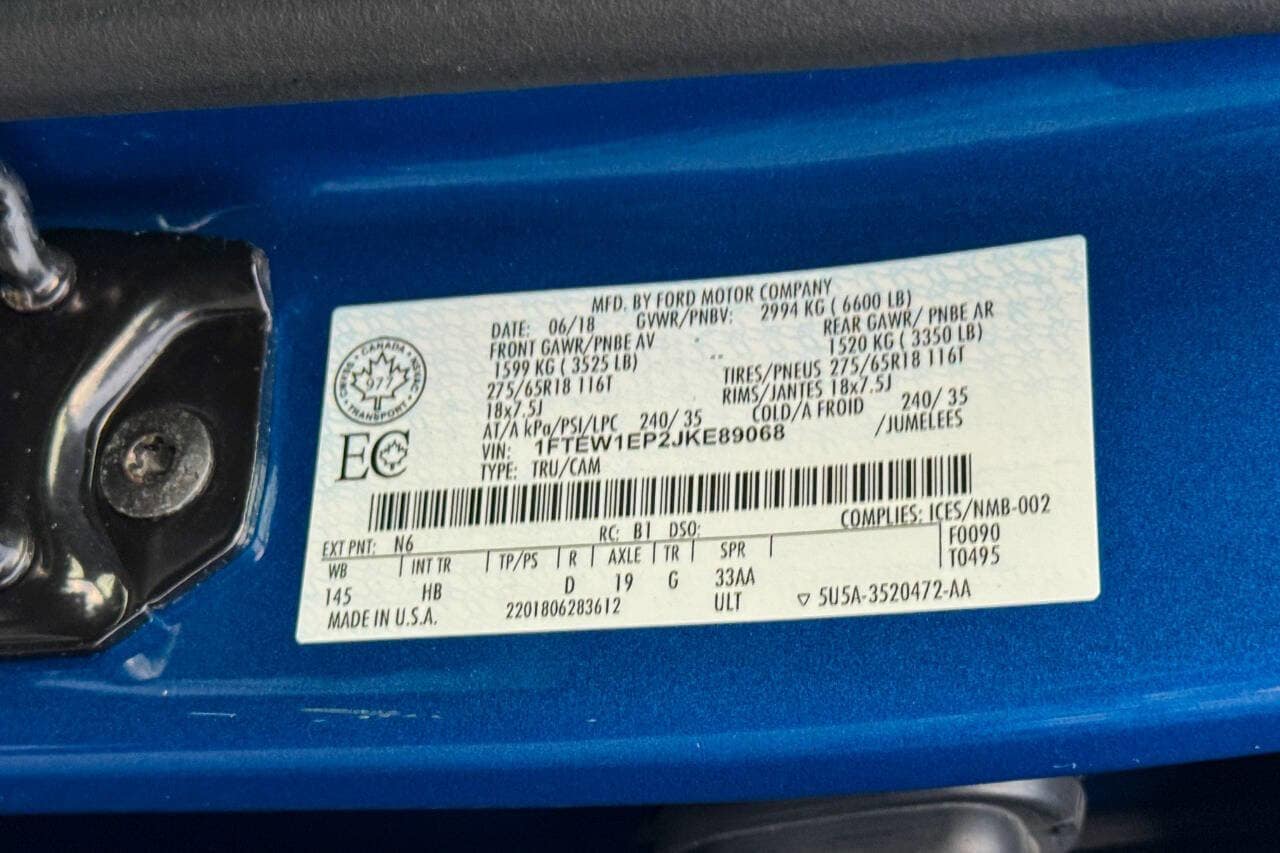 MFD. BY FORD MOTOR COMPANY
DATE: 06/18 GVWR/PNBV: 2994 KG ( 6600 LB)
FRONT GAWR/PNBE AV REAR GAWR/ PNBE AR
1599 KG ( 3525 LB) 1520 KG ( 3350 LB)
275/65R18 116T TIRES/PNEUS 275/65R18 116T
18x7.5J RIMS/JANTES 18x7.5J
AT/A kPa/PSI/LPC 240/ 35 COLD/A FROID 240/ 35
VIN: 1FTEW1EP2JKE89068 /JUMELEES
TYPE: TRU/CAM
CANADA
977
TRANSPORT
EC
COMPLIES: ICES/NMB-002
EXT PNT: N6 RC: B1 DSO: F0090
WB INT TR TP/PS R AXLE TR SPR T0495
145 HB D 19 G 33AA
MADE IN U.S.A. 2201806283612 ULT ▽ 5U5A-3520472-AA